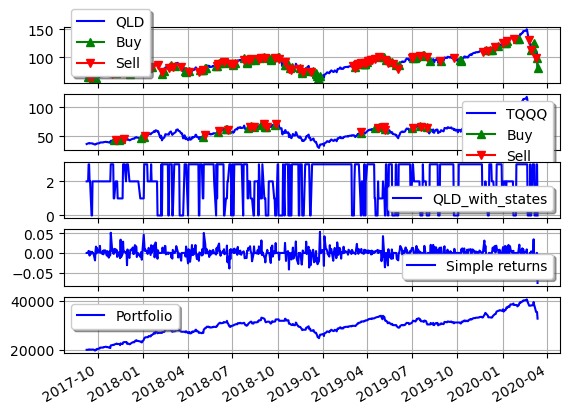 QLD
Buy
Sell
150
100
TQQQ
Buy
Sell
100
50
QLD_with_states
2
0
Simple returns
0.05
0.00
−0.05
Portfolio
40000
20000
2017-10
2018-01
2018-04
2018-07
2018-10
2019-01
2019-04
2019-07
2019-10
2020-01
2020-04